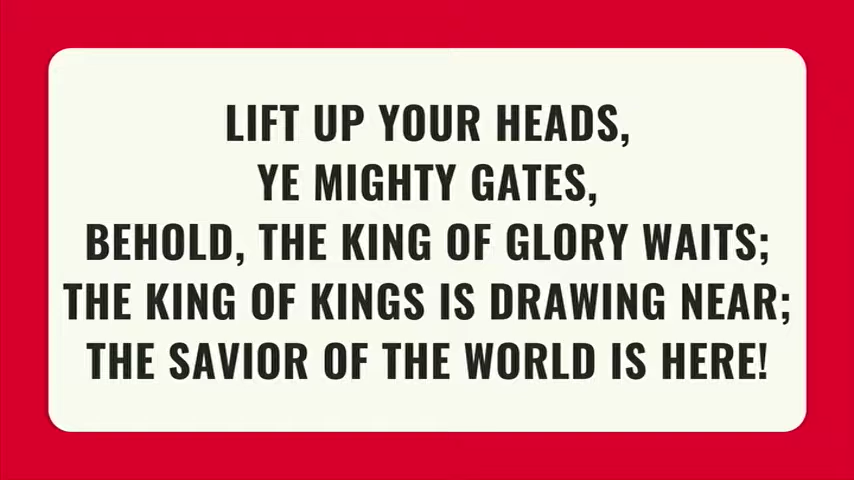 LIFT UP YOUR HEADS,
YE MIGHTY GATES,
BEHOLD, THE KING OF GLORY WAITS;
THE KING OF KINGS IS DRAWING NEAR;
THE SAVIOR OF THE WORLD IS HERE!